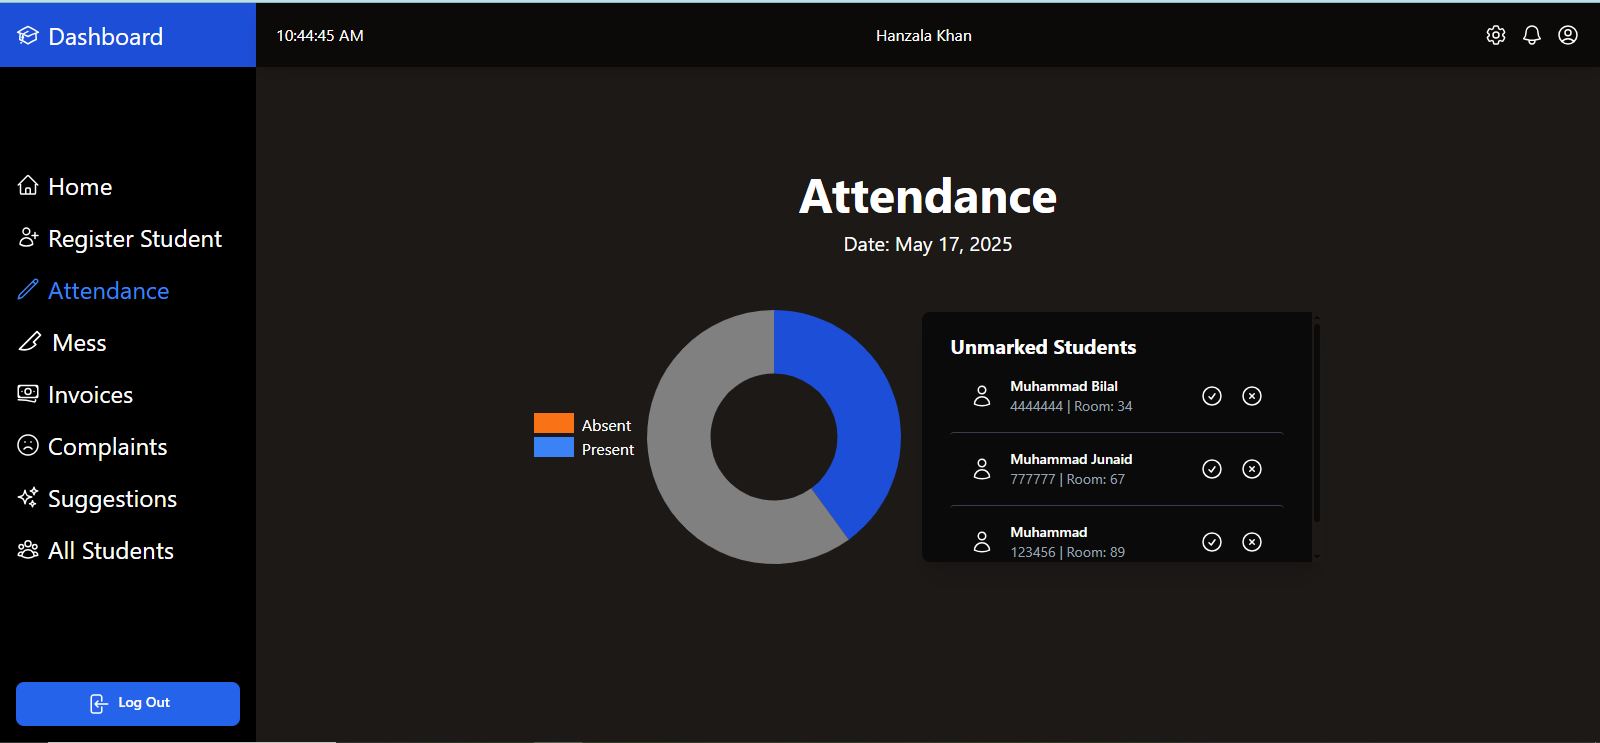 Dashboard
10:44:45 AM
Hanzala Khan
Home
Register Student
Attendance
Mess
Invoices
Complaints
Suggestions
All Students
Log Out
Attendance
Date: May 17, 2025
Absent
Present
Unmarked Students
Muhammad Bilal
4444444 | Room: 34
Muhammad Junaid
777777 | Room: 67
Muhammad
123456 | Room: 89